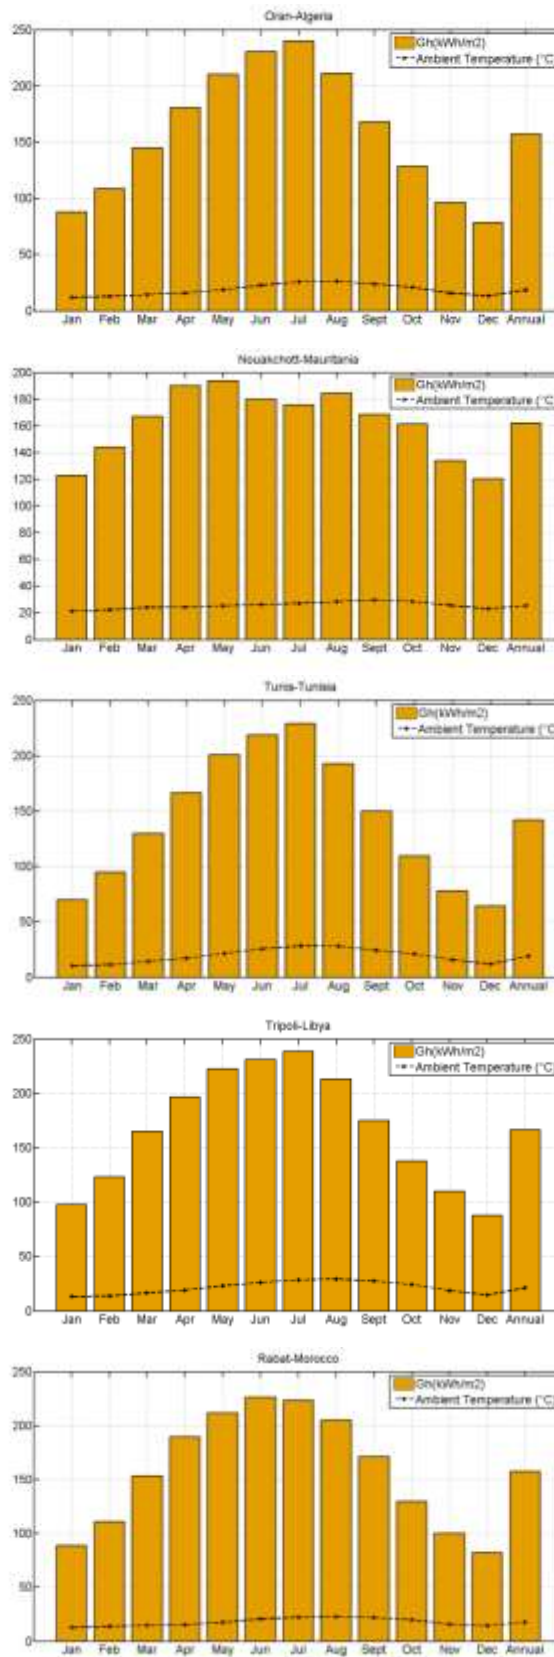 Oran-Algeria
250
Gh(kWh/m2)
Ambient Temperature (°C)
200
150
100
50
0
Jan Feb Mar Apr May Jun Jul Aug Sept Oct Nov Dec Annual
Nouakchott-Mauritania
200
Gh(kWh/m2)
180
Ambient Temperature (°C)
160
140
120
100
80
60
40
20
0
Jan Feb Mar Apr May Jun Jul Aug Sept Oct Nov Dec Annual
Tunis-Tunisia
250
Gh(kWh/m2)
Ambient Temperature (°C)
200
150
100
50
0
Jan Feb Mar Apr May Jun Jul Aug Sept Oct Nov Dec Annual
Tripoli-Libya
250
Gh(kWh/m2)
Ambient Temperature (°C)
200
150
100
50
0
Jan Feb Mar Apr May Jun Jul Aug Sept Oct Nov Dec Annual
Rabat-Morocco
250
Gh(kWh/m2)
Ambient Temperature (°C)
200
150
100
50
0
Jan Feb Mar Apr May Jun Jul Aug Sept Oct Nov Dec Annual